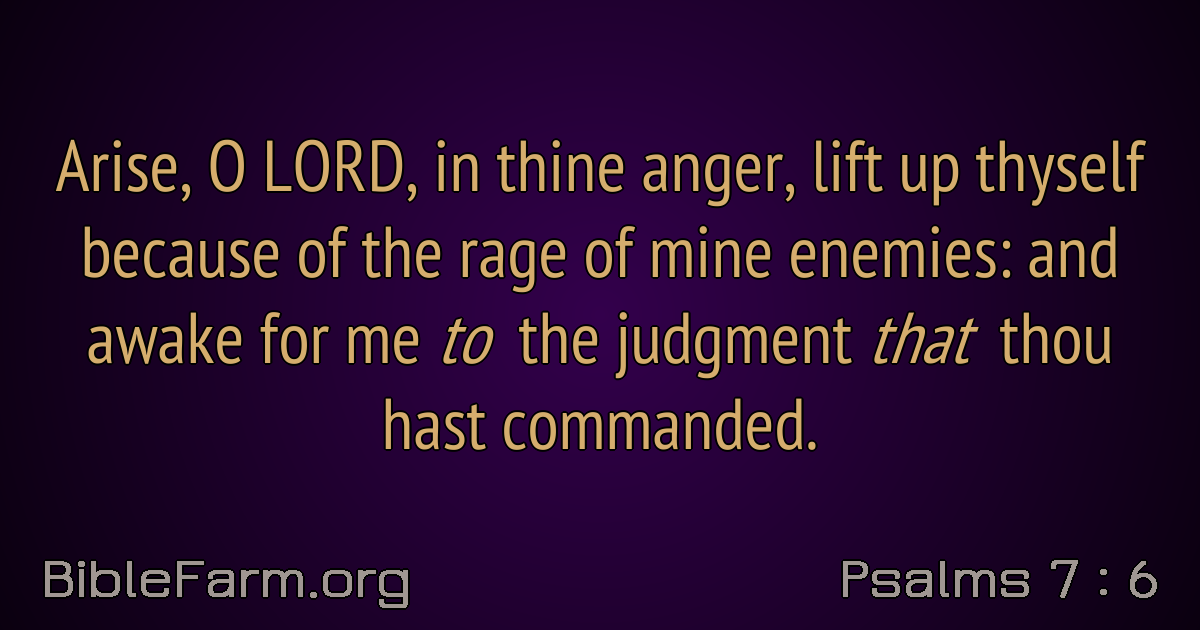 Arise, O LORD, in thine anger, lift up thyself
because of the rage of mine enemies: and
awake for me to the judgment that thou
hast commanded.
BibleFarm.org
Psalms 7 : 6